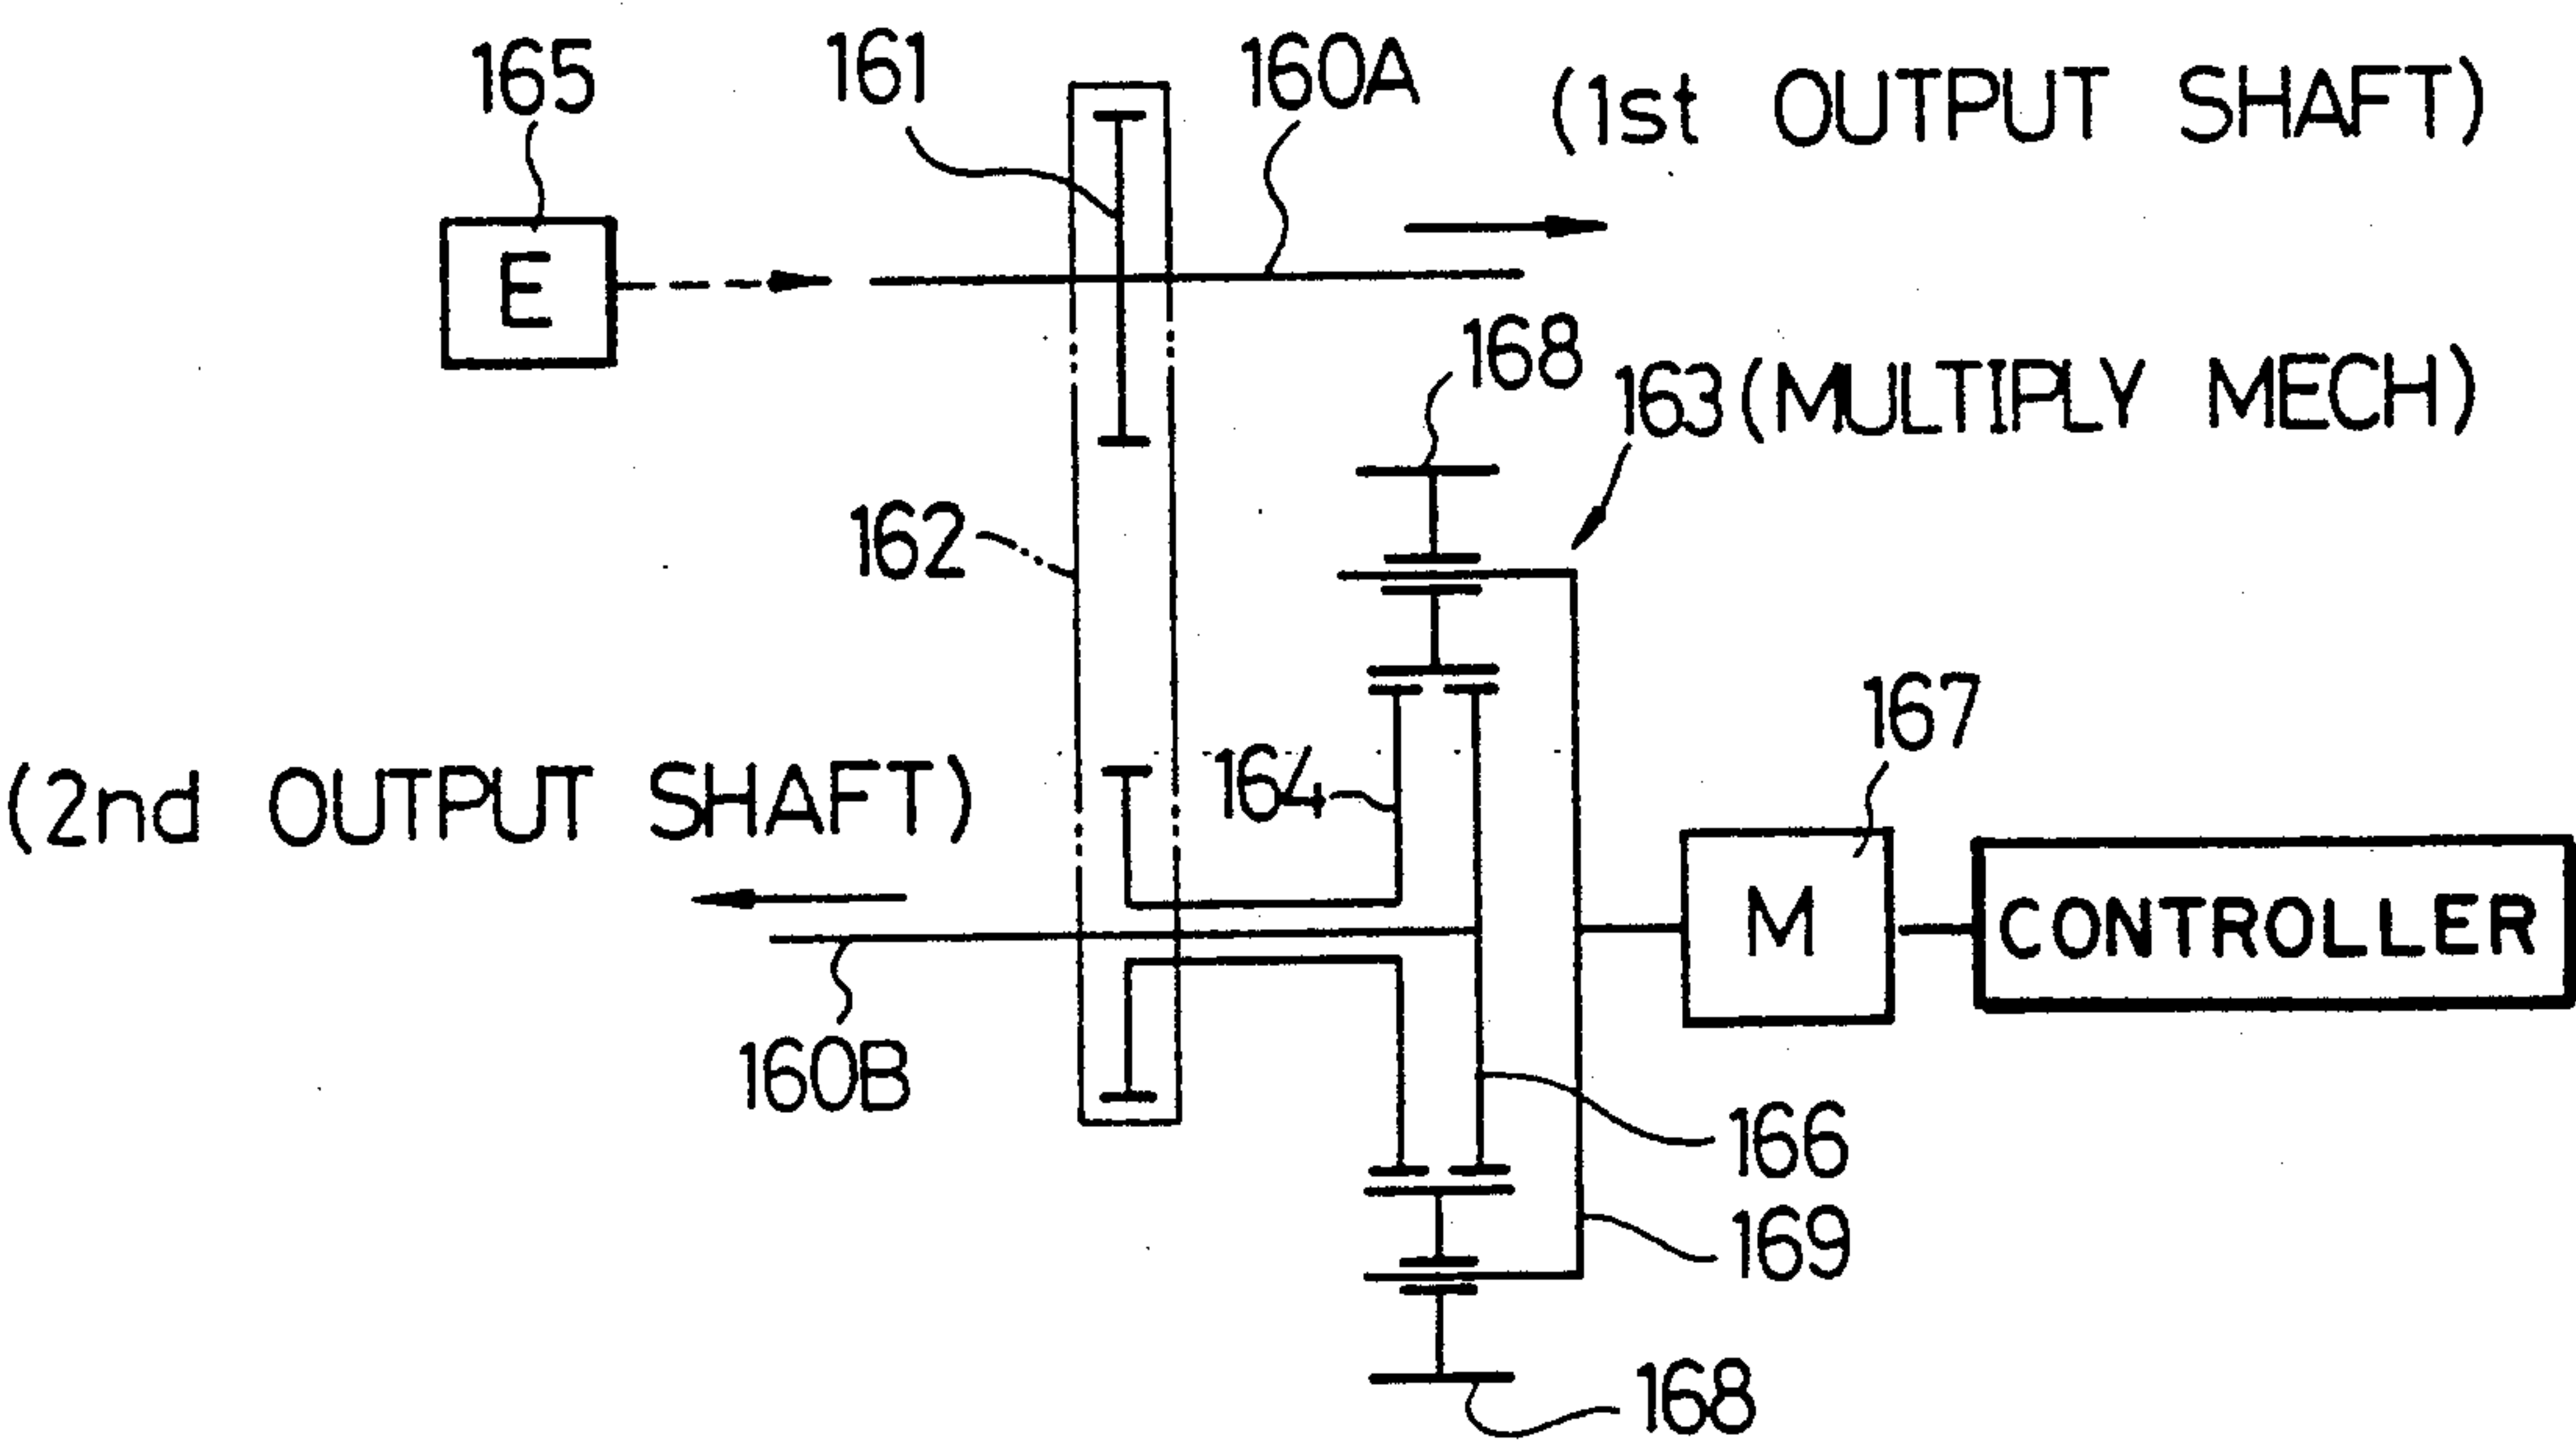 165
161
160A
(1st OUTPUT SHAFT)
E
168
163 (MULTIPLY MECH)
162
167
164
(2nd OUTPUT SHAFT)
M
CONTROLLER
160B
166
169
168